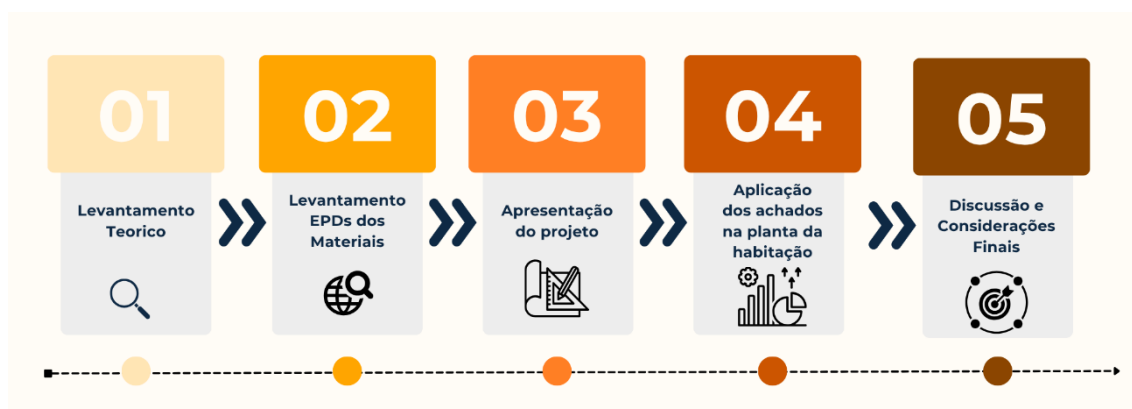 01
Levantamento
Teorico
02
Levantamento
EPDs dos
Materiais
03
Apresentação
do projeto
04
Aplicação
dos achados
na planta da
habitação
05
Discussão e
Considerações
Finais